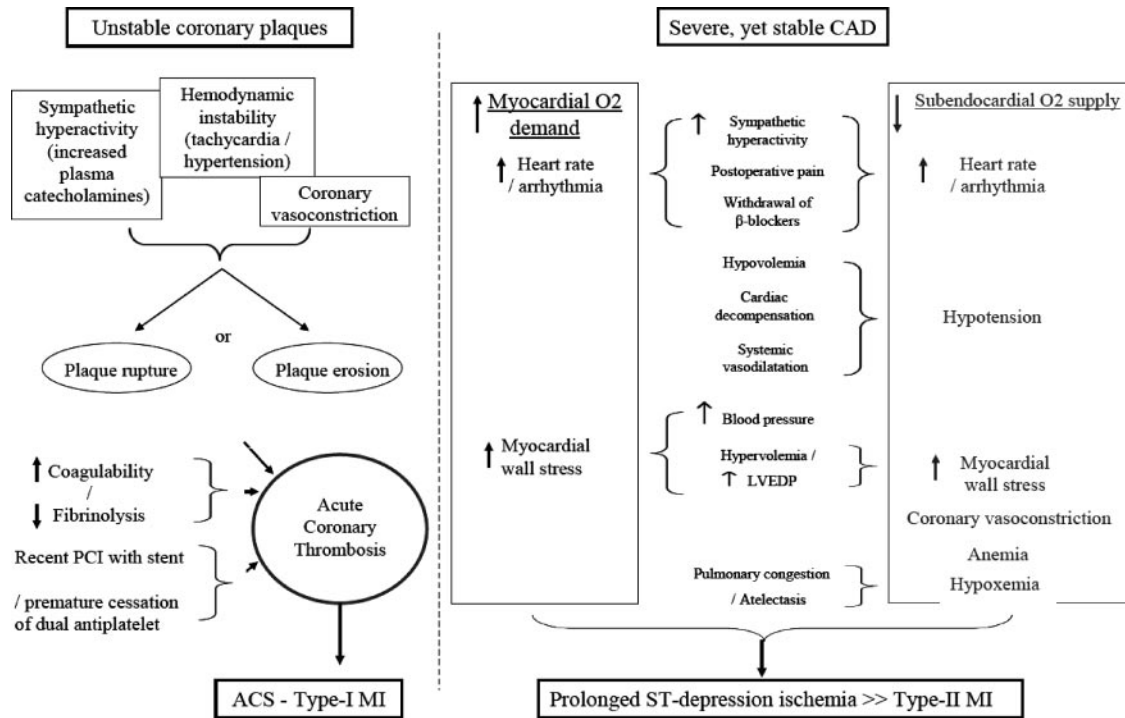 Unstable coronary plaques
Sympathetic
hyperactivity
(increased
plasma
catecholamines)
Hemodynamic
instability
(tachycardia /
hypertension)
Coronary
vasoconstriction
or
Plaque rupture
Plaque erosion
↑ Coagulability
/
↓ Fibrinolysis
Recent PCI with stent
/ premature cessation
of dual antiplatelet
Acute
Coronary
Thrombosis
ACS - Type-I MI
Severe, yet stable CAD
↑ Myocardial O2
demand
↑ Heart rate
/ arrhythmia
↑ Myocardial
wall stress
↑ Sympathetic
hyperactivity
Postoperative pain
Withdrawal of
β-blockers
Hypovolemia
Cardiac
decompensation
Systemic
vasodilatation
↑ Blood pressure
Hypervolemia /
↑ LVEDP
Pulmonary congestion
/ Atelectasis
↓ Subendocardial O2 supply
↑ Heart rate
/ arrhythmia
Hypotension
↑ Myocardial
wall stress
Coronary vasoconstriction
Anemia
Hypoxemia
Prolonged ST-depression ischemia >> Type-II MI